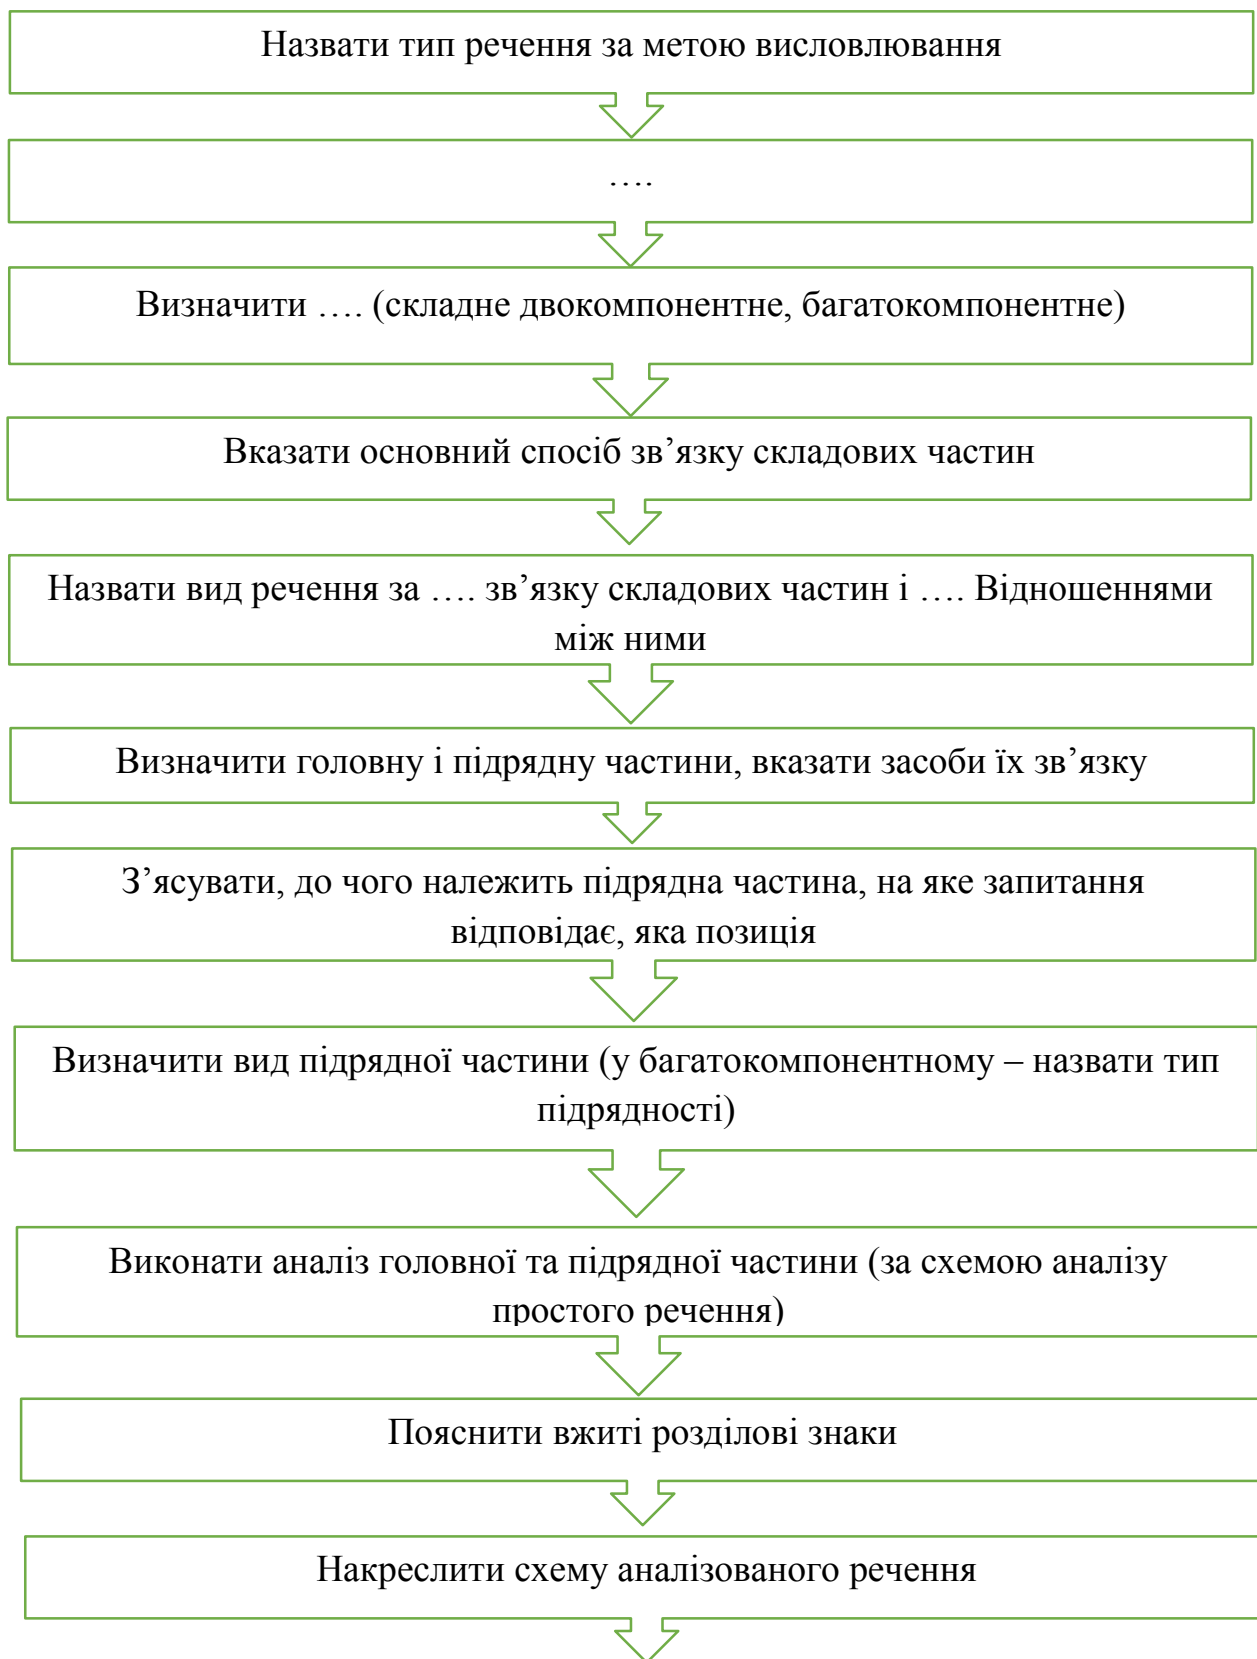 Назвати тип речення за метою висловлювання
….
Визначити …. (складне двокомпонентне, багатокомпонентне)
Вказати основний спосіб зв’язку складових частин
Назвати вид речення за …. зв’язку складових частин і …. Відношеннями
між ними
Визначити головну і підрядну частини, вказати засоби їх зв’язку
З’ясувати, до чого належить підрядна частина, на яке запитання
відповідає, яка позиція
Визначити вид підрядної частини (у багатокомпонентному – назвати тип
підрядності)
Виконати аналіз головної та підрядної частини (за схемою аналізу
простого речення)
Пояснити вжиті розділові знаки
Накреслити схему аналізованого речення